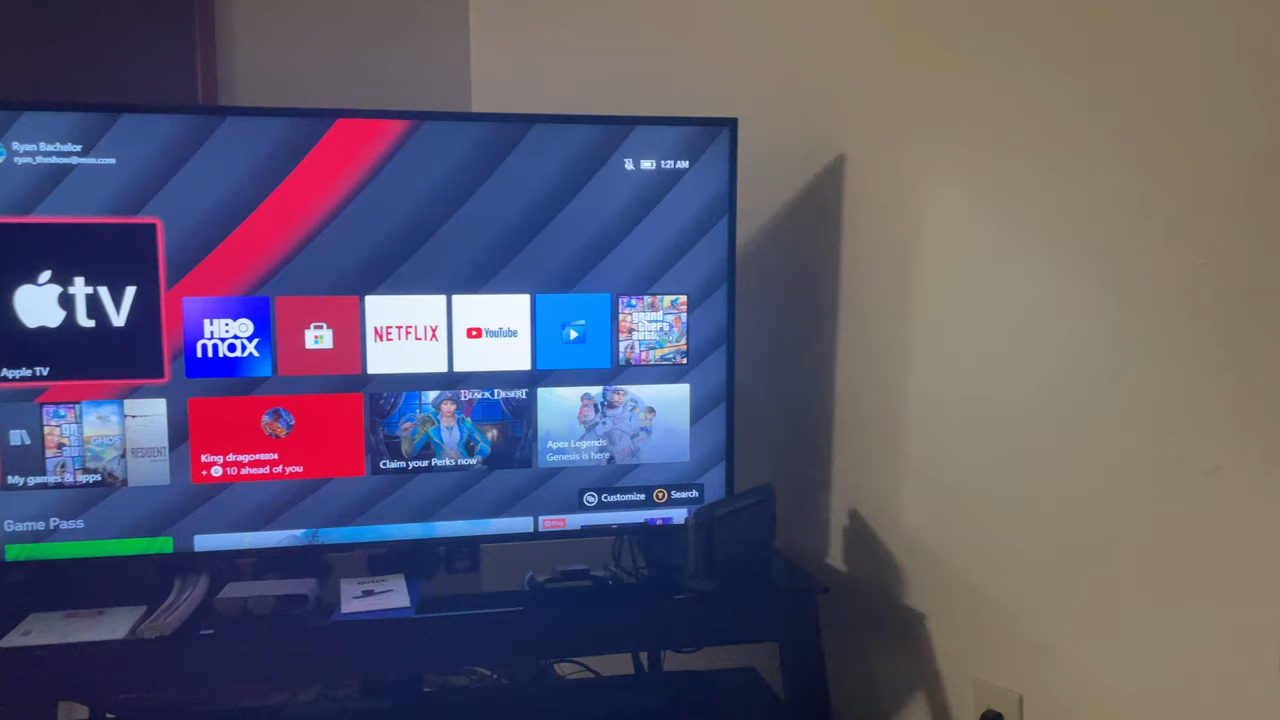 Ryan Bachelor
ryan_theshow@msn.com
1:21 AM
tv
Apple TV
HBO
max
NETFLIX
YouTube
grand
theft
auto
My games & apps
GHOST
RESIDENT
King drago#8804
+ G 10 ahead of you
BLACK DESERT
Claim your Perks now
Apex Legends
Genesis is here
Customize
Y Search
Game Pass